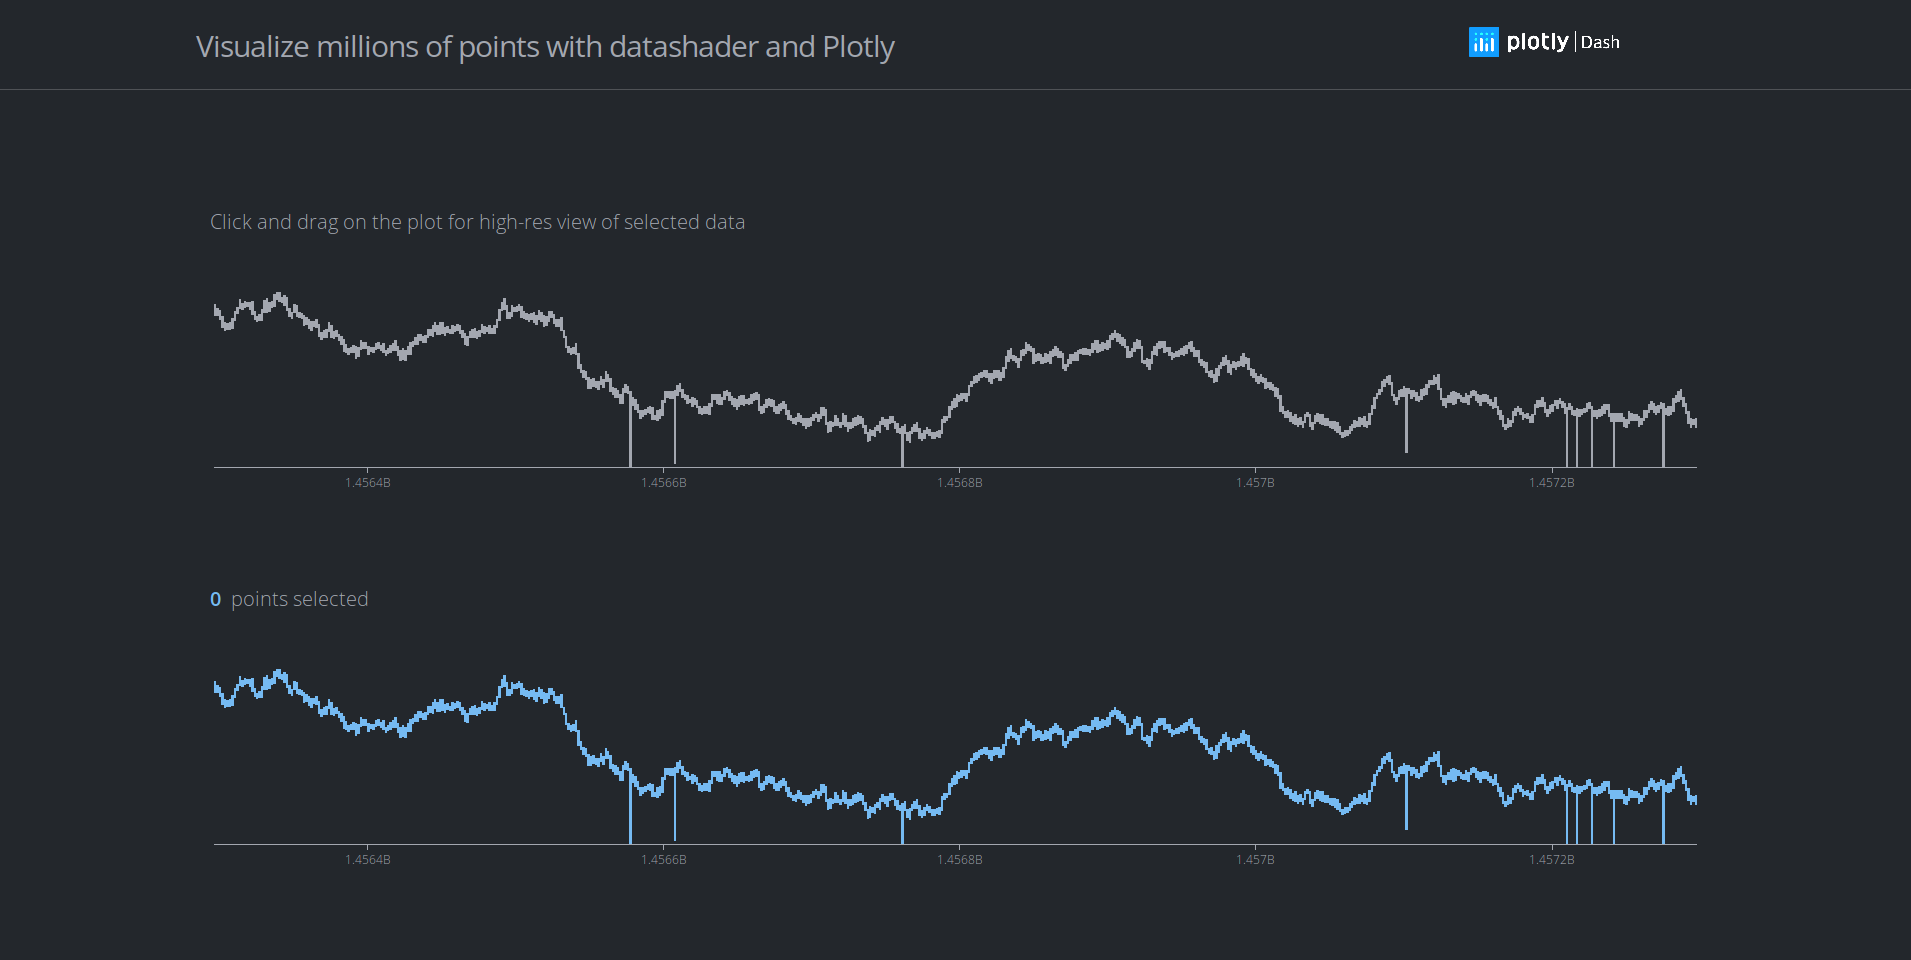 Visualize millions of points with datashader and Plotly
plotly | Dash
Click and drag on the plot for high-res view of selected data
1.4564B 1.4566B 1.4568B 1.457B 1.4572B
0 points selected
1.4564B 1.4566B 1.4568B 1.457B 1.4572B